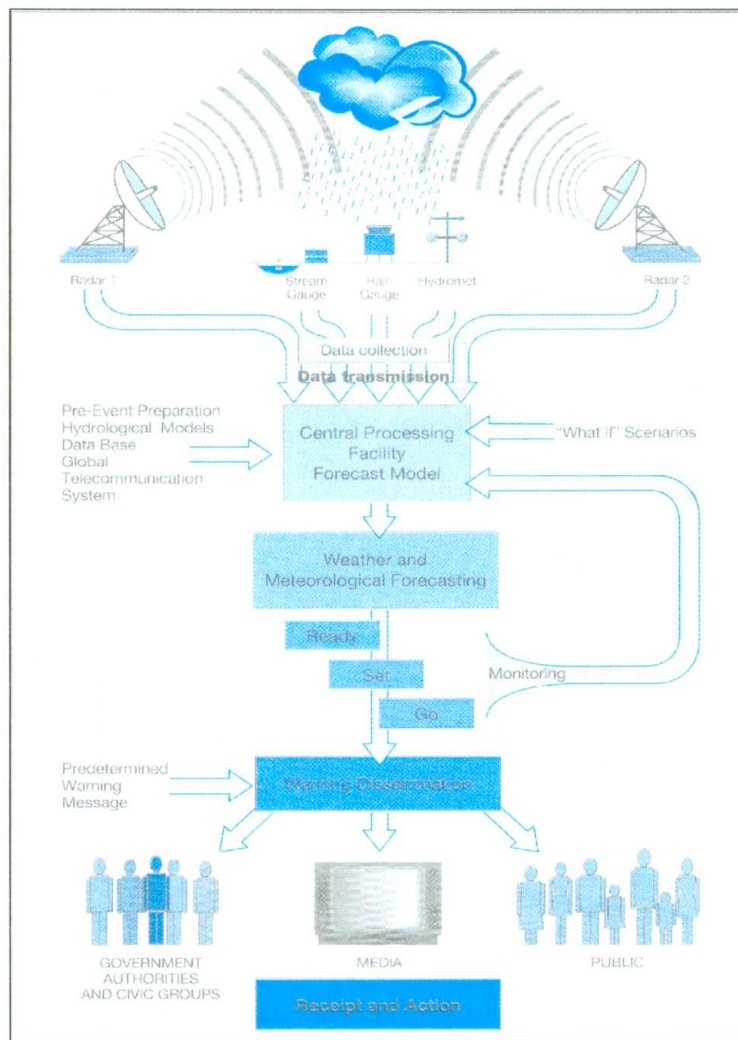 Radar 1
Stream
Gauge
Rain
Gauge
Hydromet
Radar 2
Data collection
Data transmission
Pre-Event Preparation
Hydrological Models
Data Base
Global
Telecommunication
System
Central Processing
Facility
Forecast Model
"What if" Scenarios
Weather and
Meteorological Forecasting
Ready
Set
Go
Monitoring
Predetermined
Warning
Message
Warning Dissemination
GOVERNMENT
AUTHORITIES
AND CIVIC GROUPS
MEDIA
PUBLIC
Receipt and Action